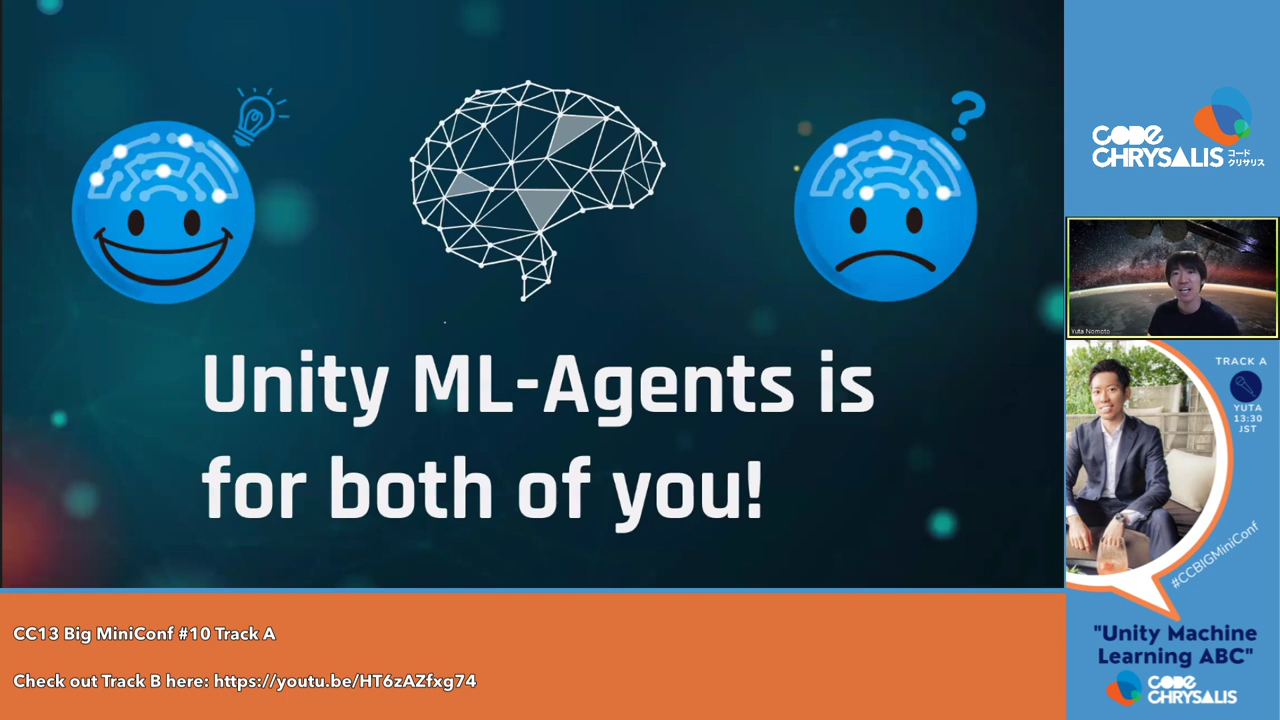 Unity ML-Agents is
for both of you!
CODE
CHRYSALIS
コード
クリサリス
Yuta Nomoto
TRACK A
YUTA
13:30
JST
#CCBIGMiniConf
"Unity Machine
Learning ABC"
CODE
CHRYSALIS
CC13 Big MiniConf #10 Track A
Check out Track B here: https://youtu.be/HT6zAZfxg74